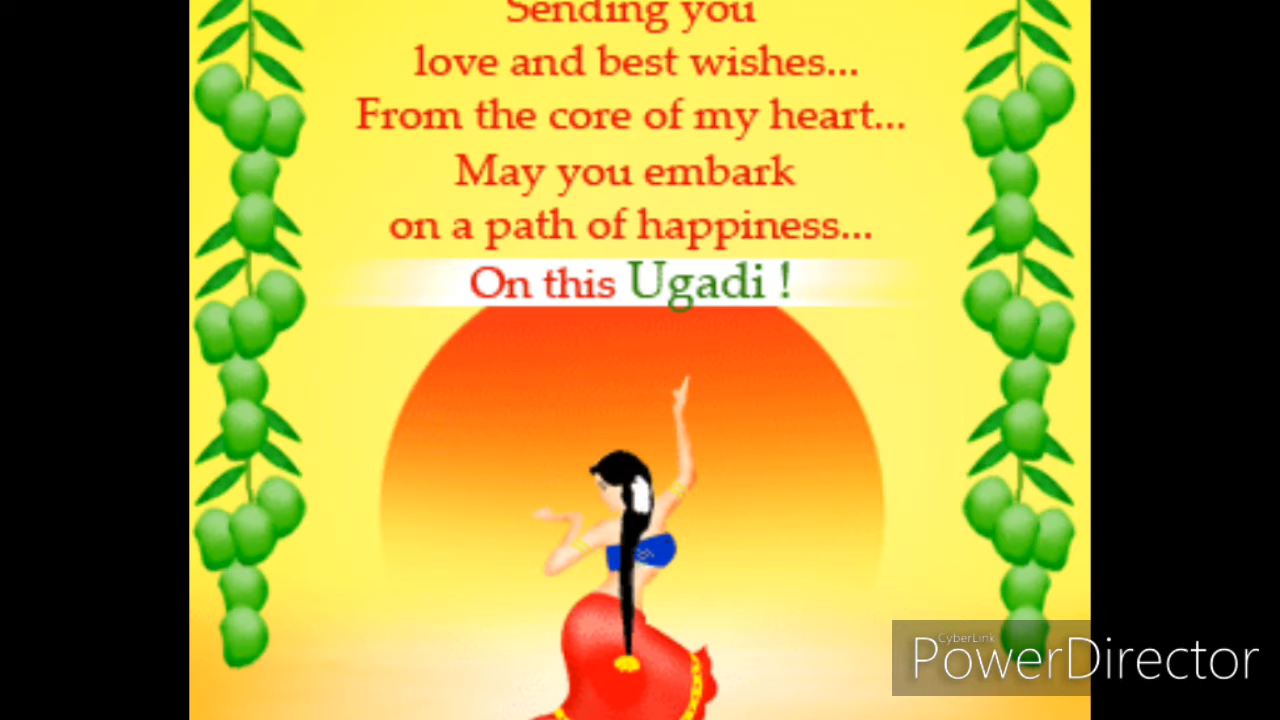 Sending you
love and best wishes...
From the core of my heart...
May you embark
on a path of happiness...
On this Ugadi !
CyberLink
PowerDirector